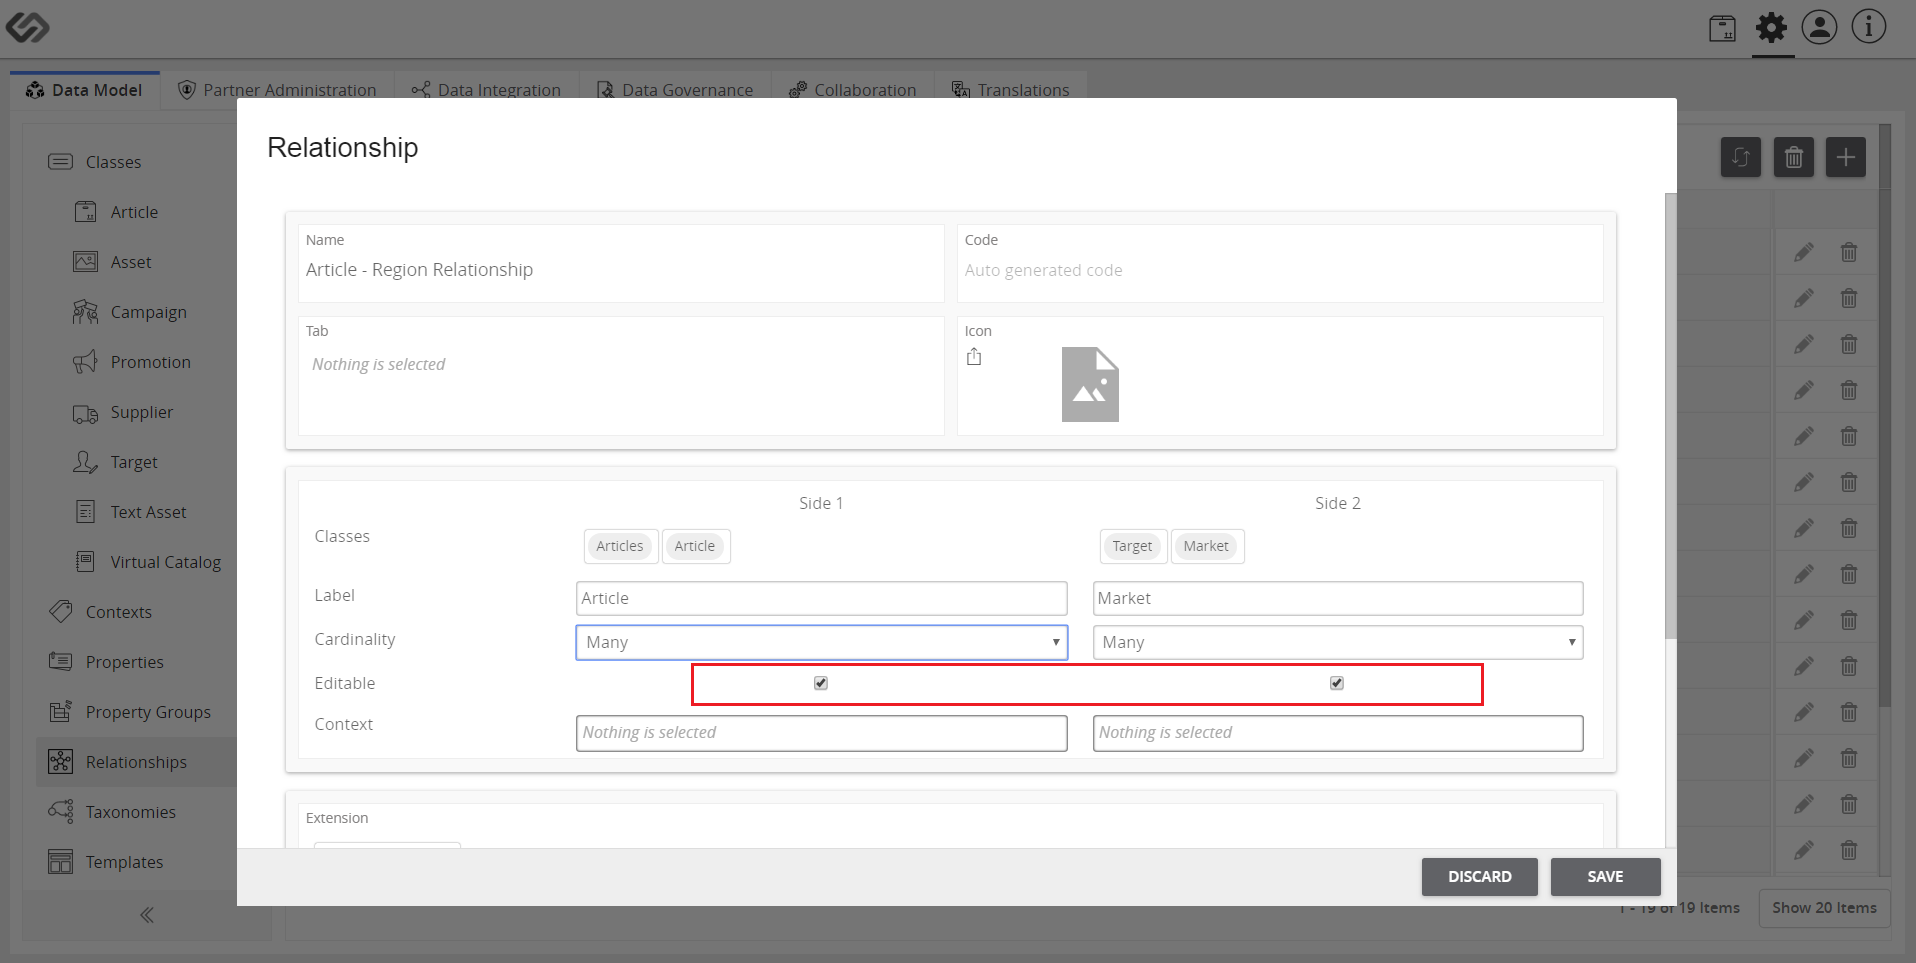 Data Model Partner Administration Data Integration Data Governance Collaboration Translations
Classes
Article
Asset
Campaign
Promotion
Supplier
Target
Text Asset
Virtual Catalog
Contexts
Properties
Property Groups
Relationships
Taxonomies
Templates
Relationship
Name
Article - Region Relationship
Code
Auto generated code
Tab
Nothing is selected
Icon
Side 1 Side 2
Classes Articles Article Target Market
Label Article Market
Cardinality Many Many
Editable
Context Nothing is selected Nothing is selected
Extension
DISCARD SAVE
1 - 19 of 19 Items Show 20 Items